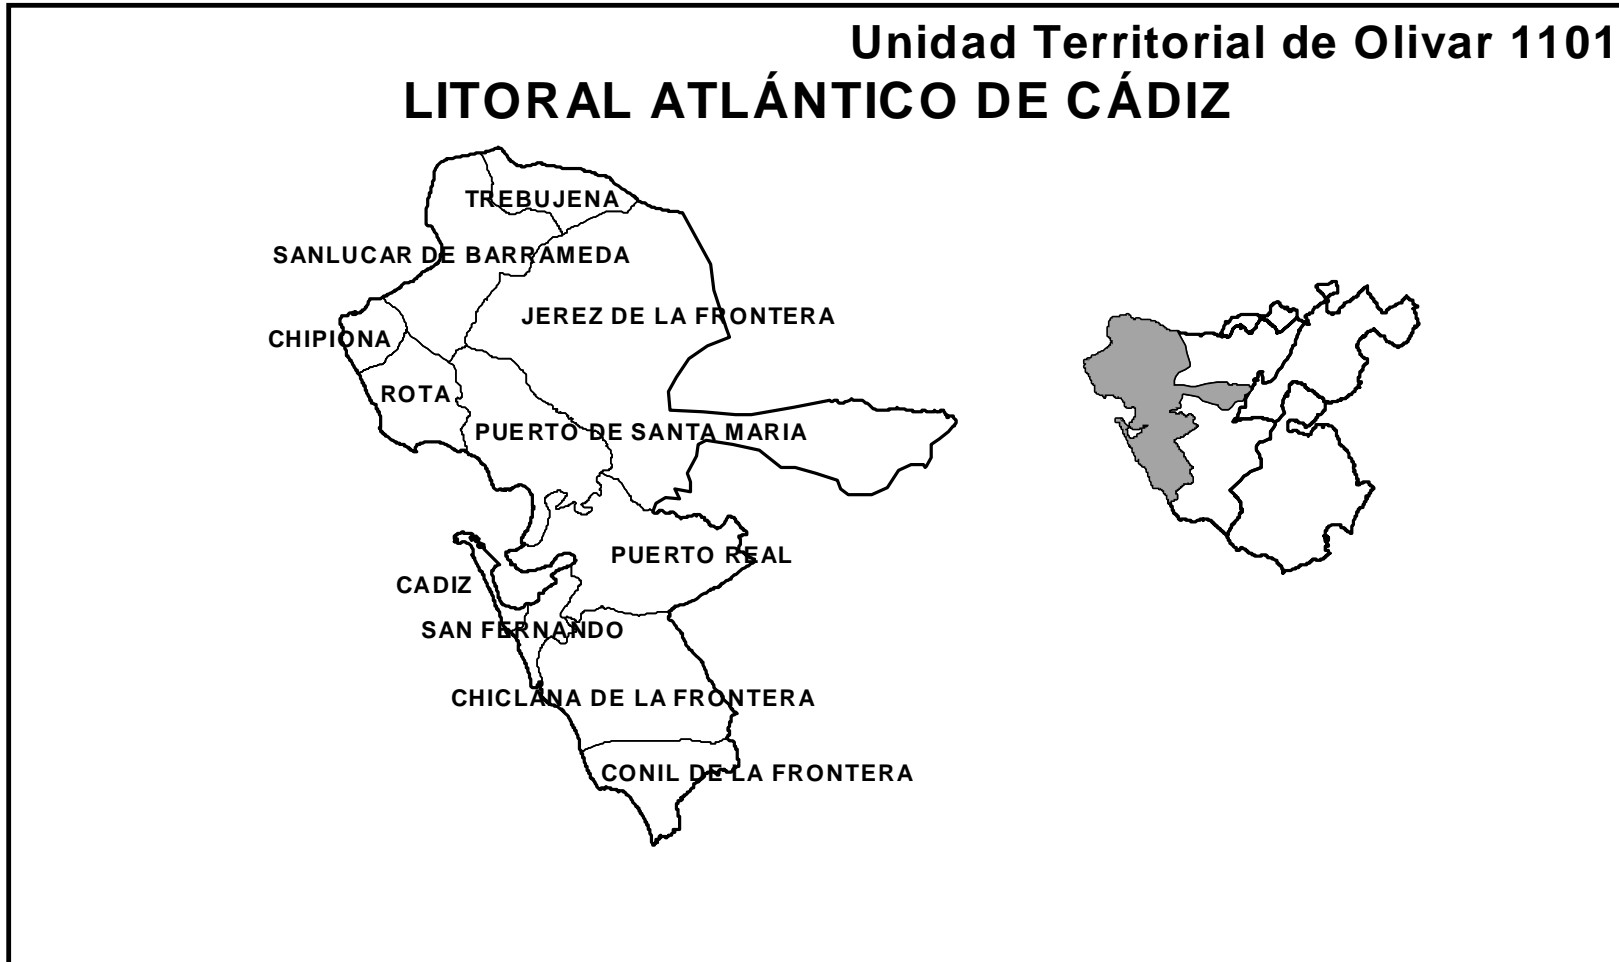 Unidad Territorial de Olivar 1101
LITORAL ATLÁNTICO DE CÁDIZ
TREBUJENA
SANLUCAR DE BARRAMEDA
JEREZ DE LA FRONTERA
CHIPIONA
ROTA
PUERTO DE SANTA MARIA
PUERTO REAL
CADIZ
SAN FERNANDO
CHICLANA DE LA FRONTERA
CONIL DE LA FRONTERA